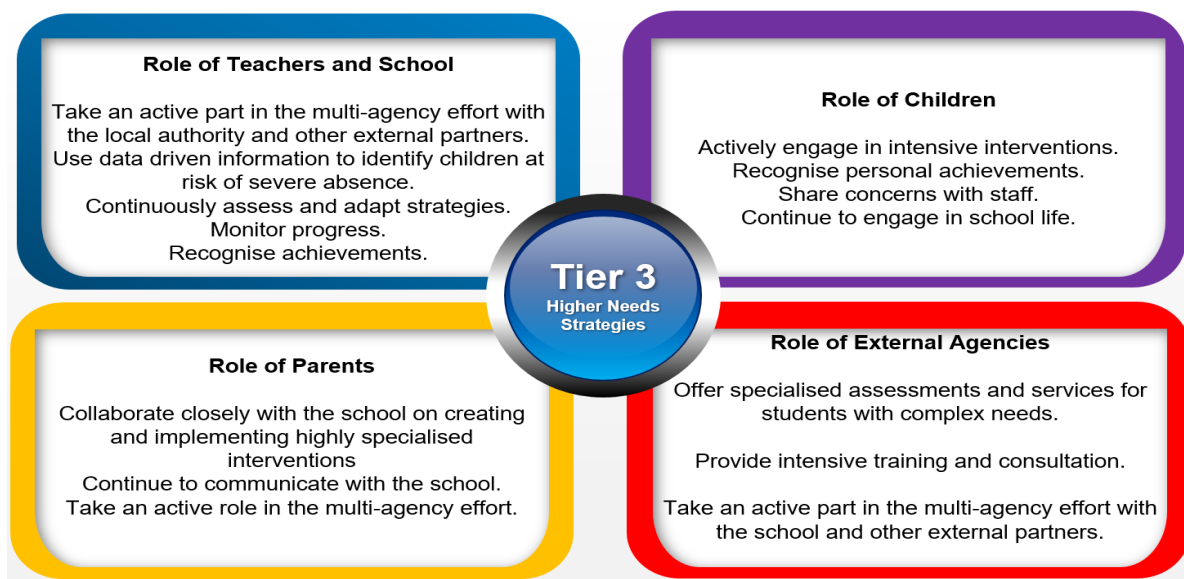 Role of Teachers and School
Take an active part in the multi-agency effort with
the local authority and other external partners.
Use data driven information to identify children at
risk of severe absence.
Continuously assess and adapt strategies.
Monitor progress.
Recognise achievements.
Role of Children
Actively engage in intensive interventions.
Recognise personal achievements.
Share concerns with staff.
Continue to engage in school life.
Tier 3
Higher Needs
Strategies
Role of Parents
Collaborate closely with the school on creating
and implementing highly specialised
interventions
Continue to communicate with the school.
Take an active role in the multi-agency effort.
Role of External Agencies
Offer specialised assessments and services for
students with complex needs.
Provide intensive training and consultation.
Take an active part in the multi-agency effort with
the school and other external partners.